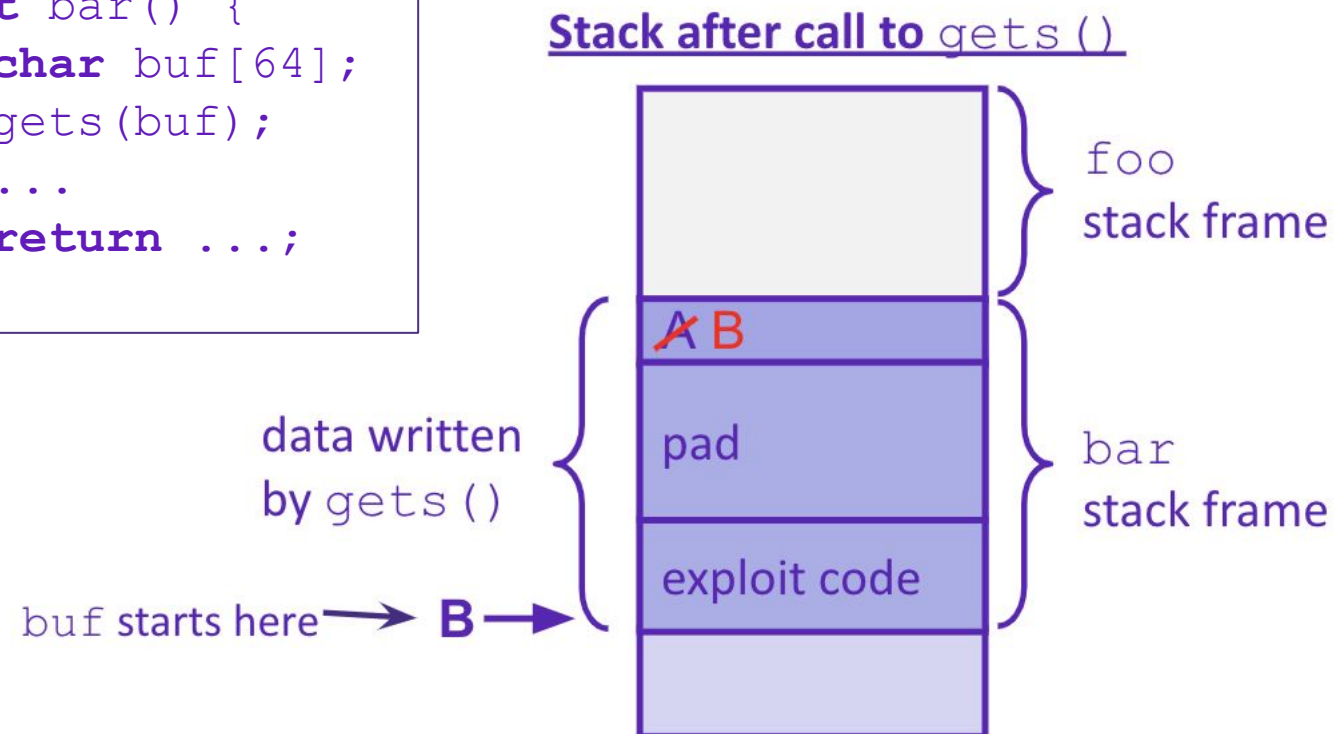 t bar() {
char buf[64];
gets(buf);
...
return ...;
Stack after call to gets()
foo
stack frame
A B
data written
by gets()
pad
bar
stack frame
exploit code
buf starts here B